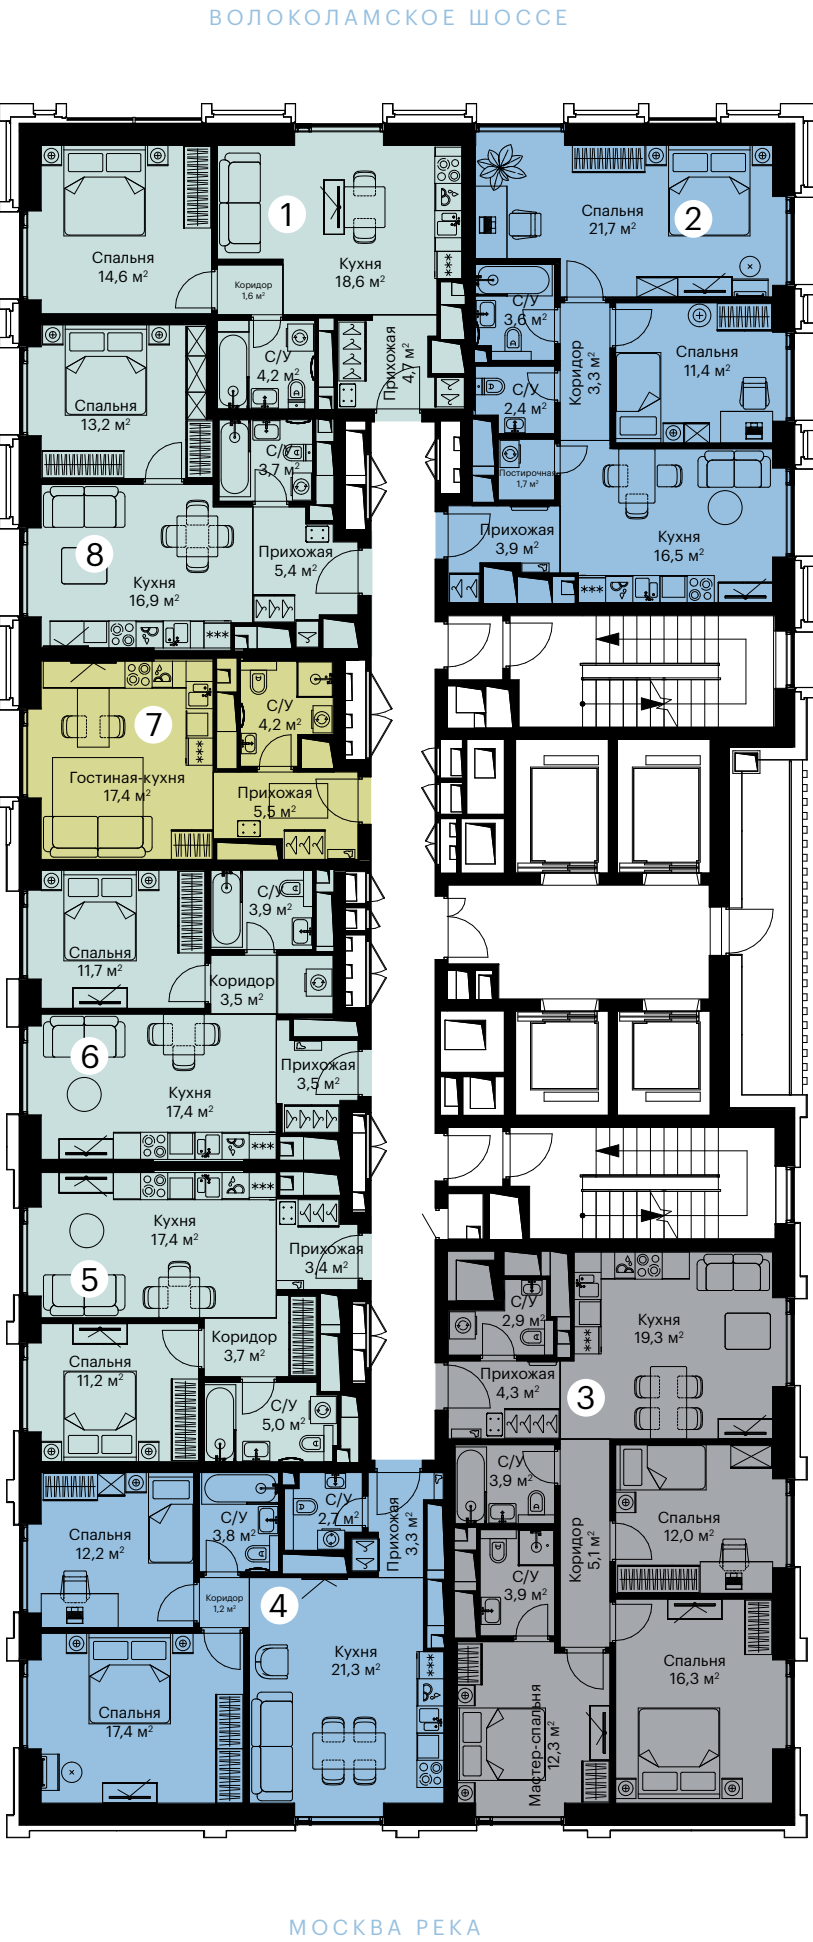 ВОЛОКОЛАМСКОЕ ШОССЕ
Спальня
14,6 м²
1
Коридор
1,6 м²
Кухня
18,6 м²
С/У
4,2 м²
Прихожая
4,7 м²
Спальня
21,7 м²
2
С/У
3,6 м²
С/У
2,4 м²
Коридор
3,3 м²
Спальня
11,4 м²
Постирочная
1,7 м²
Прихожая
3,9 м²
Кухня
16,5 м²
Спальня
13,2 м²
С/У
3,7 м²
8
Кухня
16,9 м²
Прихожая
5,4 м²
7
С/У
4,2 м²
Гостиная-кухня
17,4 м²
Прихожая
5,5 м²
Спальня
11,7 м²
С/У
3,9 м²
Коридор
3,5 м²
6
Кухня
17,4 м²
Прихожая
3,5 м²
Кухня
17,4 м²
5
Прихожая
3,4 м²
Спальня
11,2 м²
Коридор
3,7 м²
С/У
5,0 м²
С/У
2,9 м²
Кухня
19,3 м²
Прихожая
4,3 м²
3
С/У
3,9 м²
Спальня
12,0 м²
Коридор
5,1 м²
С/У
3,9 м²
Спальня
16,3 м²
Мастер-спальня
12,3 м²
Спальня
12,2 м²
С/У
3,8 м²
С/У
2,7 м²
Прихожая
3,3 м²
Коридор
1,2 м²
4
Кухня
21,3 м²
Спальня
17,4 м²
МОСКВА РЕКА